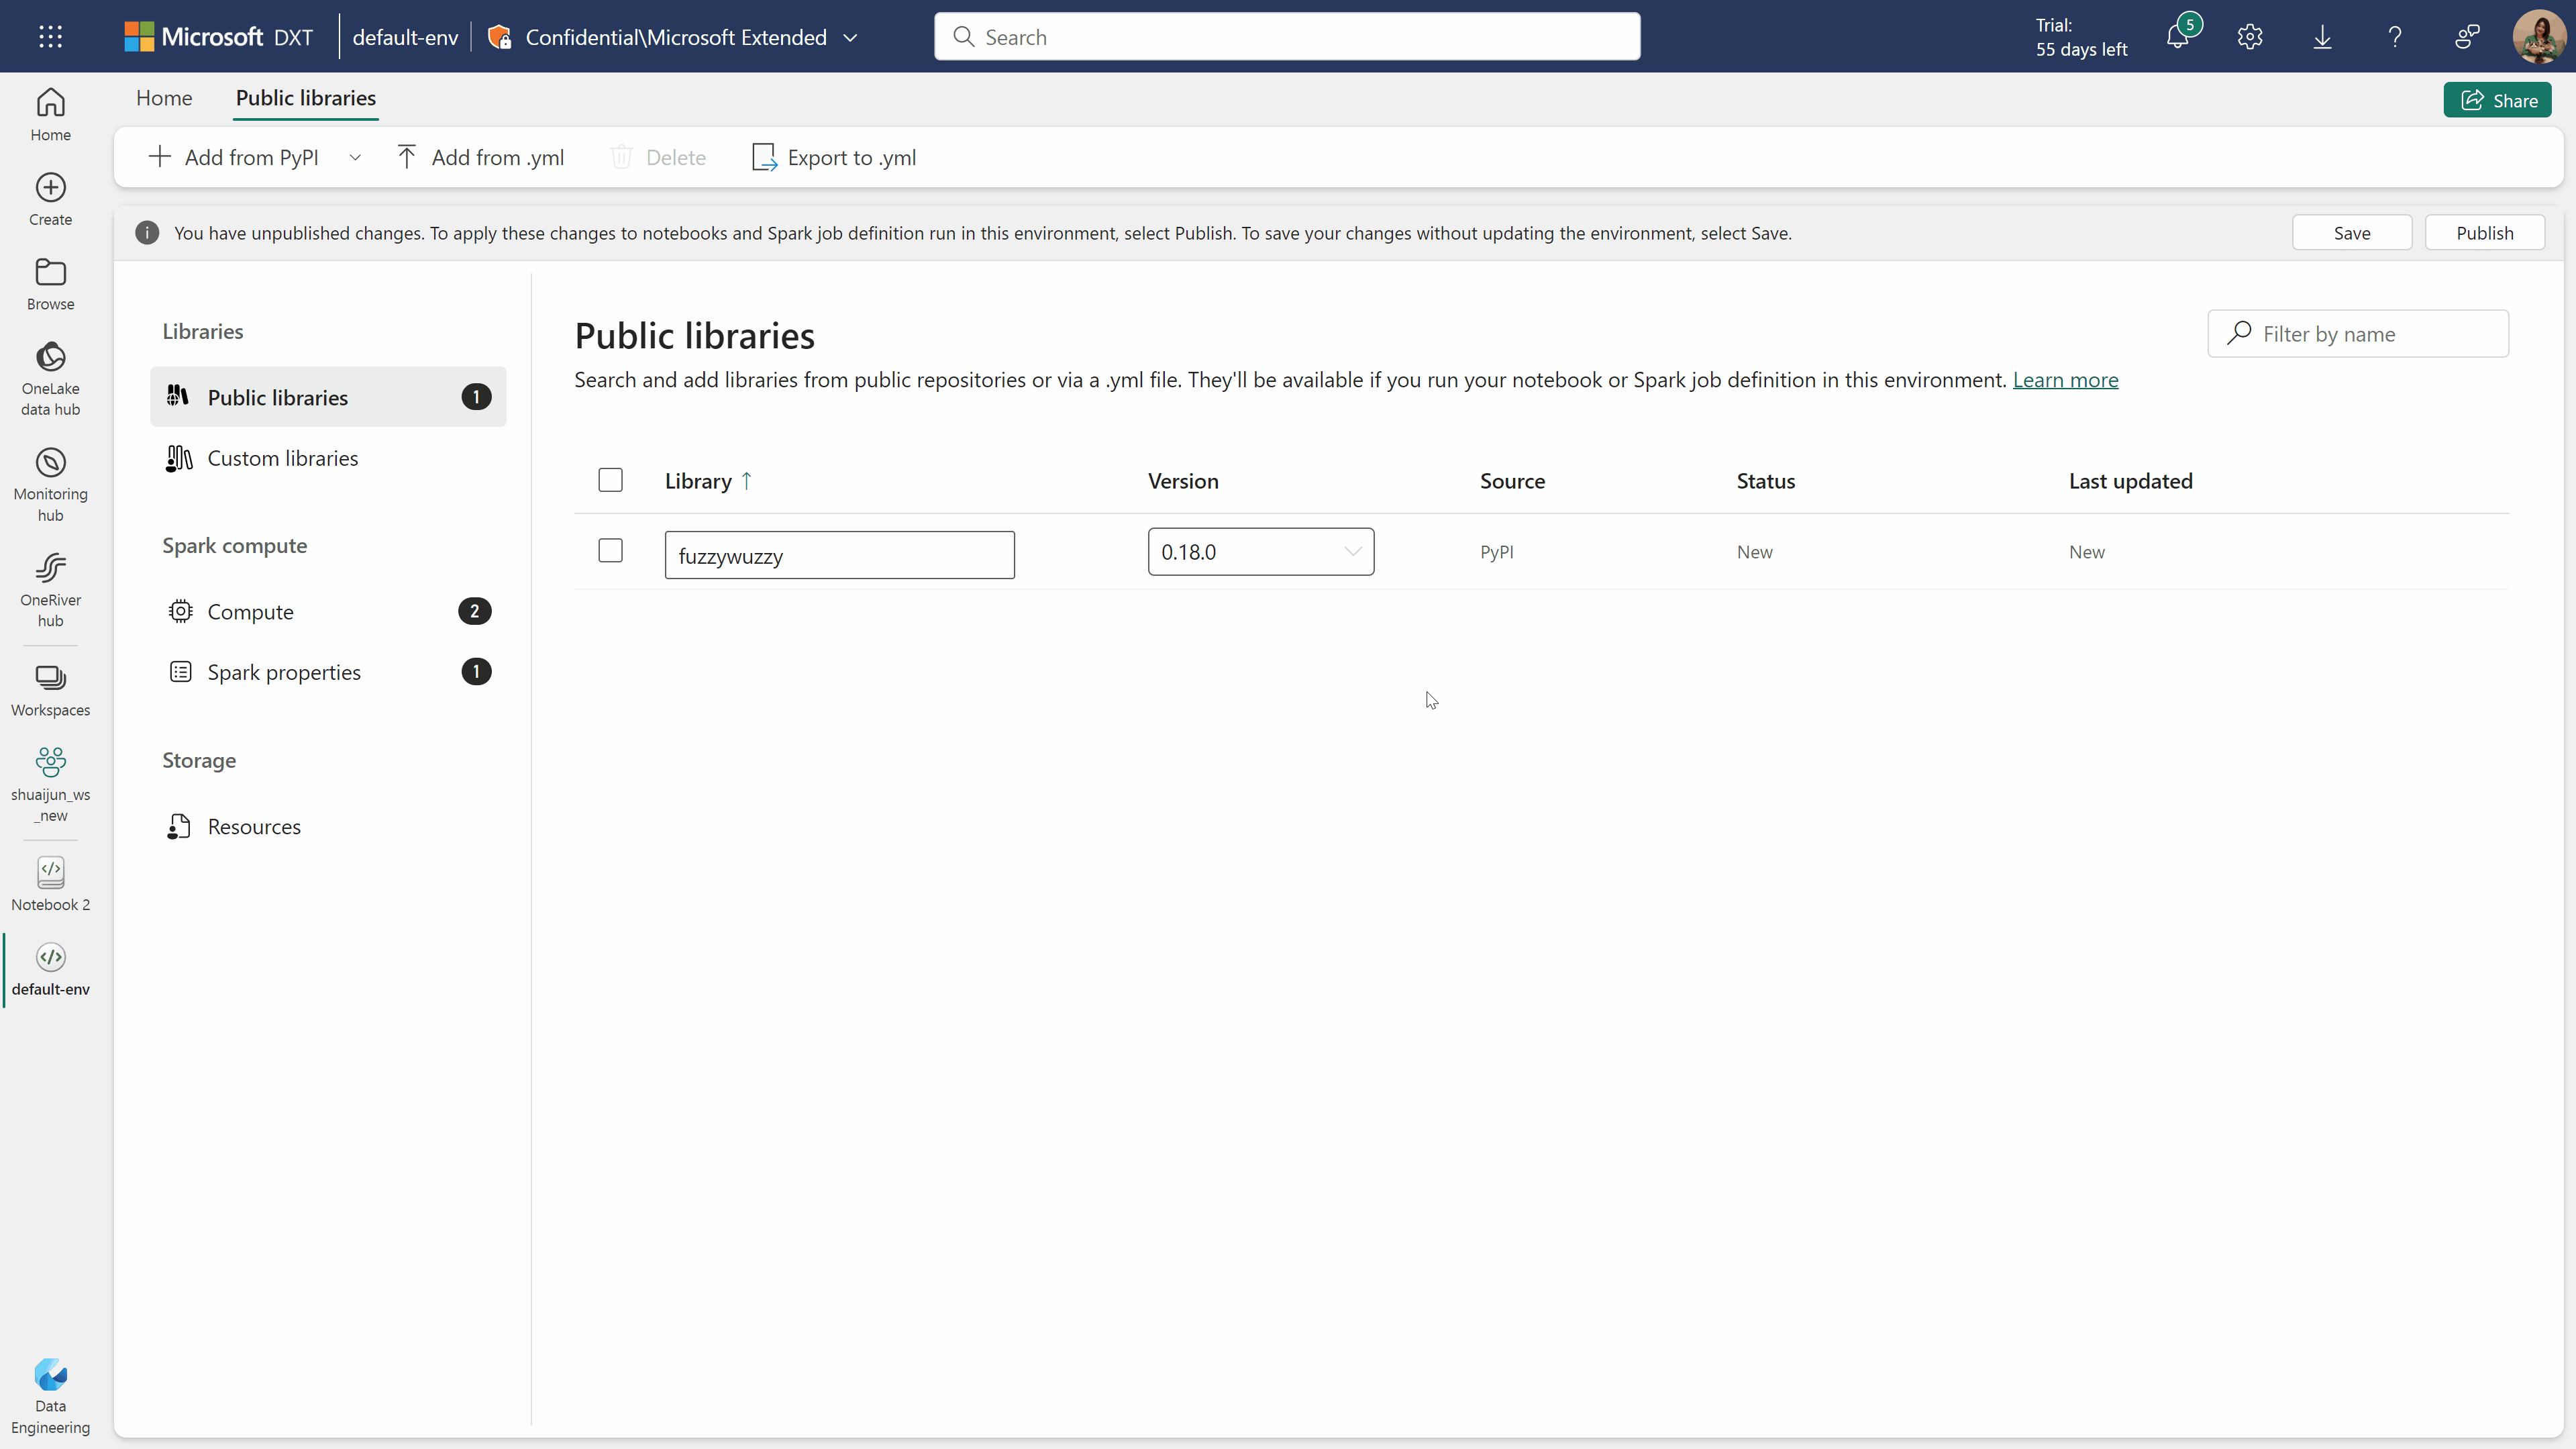 Microsoft DXT
default-env
Confidential\Microsoft Extended
Search
Trial:
55 days left
5
Home
Public libraries
Share
Add from PyPI
Add from .yml
Delete
Export to .yml
You have unpublished changes. To apply these changes to notebooks and Spark job definition run in this environment, select Publish. To save your changes without updating the environment, select Save.
Save
Publish
Home
Create
Browse
OneLake
data hub
Monitoring
hub
OneRiver
hub
Workspaces
shuaijun_ws
_new
Notebook 2
default-env
Data
Engineering
Libraries
Public libraries 1
Custom libraries
Spark compute
Compute 2
Spark properties 1
Storage
Resources
Public libraries
Filter by name
Search and add libraries from public repositories or via a .yml file. They'll be available if you run your notebook or Spark job definition in this environment. Learn more
Library ↑ Version Source Status Last updated
fuzzywuzzy 0.18.0 PyPI New New